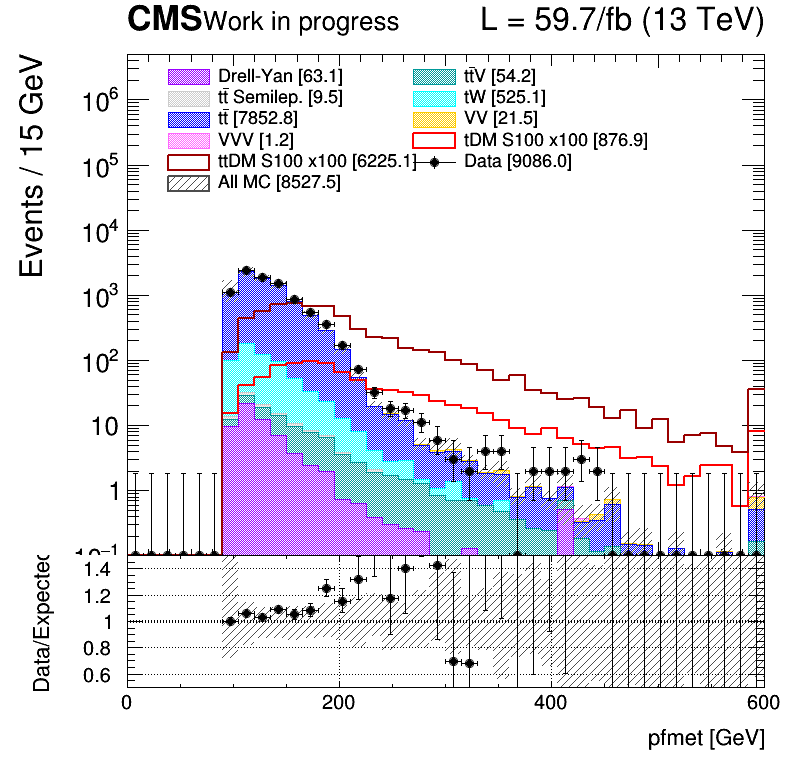 CMS Work in progress L = 59.7/fb (13 TeV)
Events / 15 GeV
Drell-Yan [63.1] tt̄V [54.2]
tt̄ Semilep. [9.5] tW [525.1]
tt̄ [7852.8] VV [21.5]
VVV [1.2] tDM S100 x100 [876.9]
ttDM S100 x100 [6225.1] Data [9086.0]
All MC [8527.5]
10⁶
10⁵
10⁴
10³
10²
10
1
10⁻¹
Data/Expected
1.4
1.2
1
0.8
0.6
0 200 400 600
pfmet [GeV]